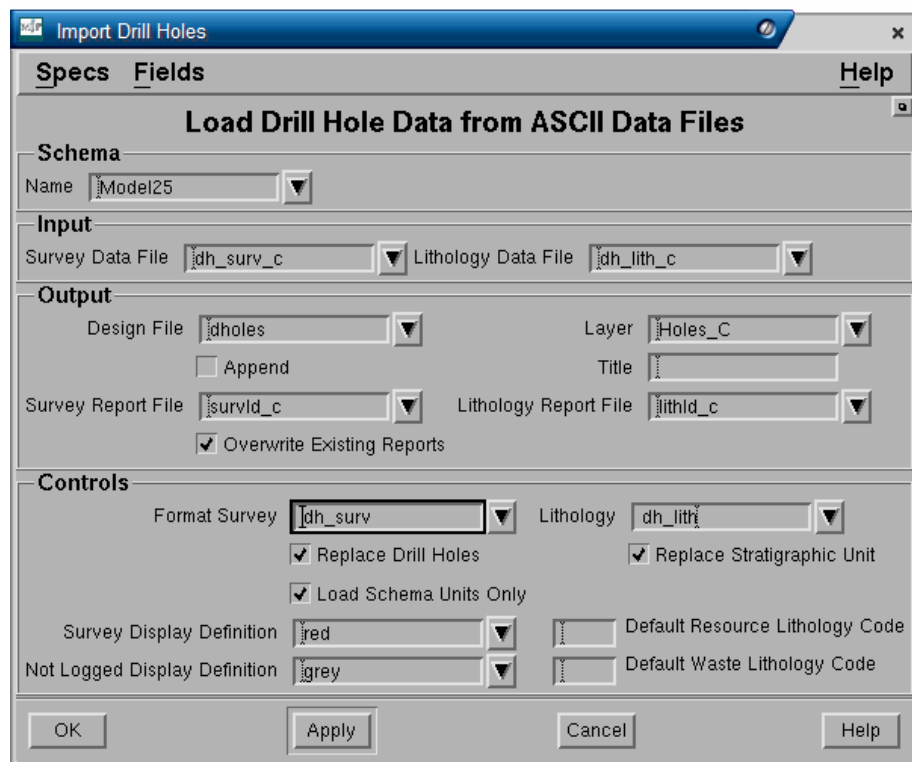 Import Drill Holes
Specs Fields Help
Load Drill Hole Data from ASCII Data Files
Schema
Name Model25
Input
Survey Data File dh_surv_c Lithology Data File dh_lith_c
Output
Design File dholes Layer Holes_C
Append Title
Survey Report File survld_c Lithology Report File lithld_c
Overwrite Existing Reports
Controls
Format Survey dh_surv Lithology dh_lith
Replace Drill Holes Replace Stratigraphic Unit
Load Schema Units Only
Survey Display Definition red Default Resource Lithology Code
Not Logged Display Definition grey Default Waste Lithology Code
OK Apply Cancel Help